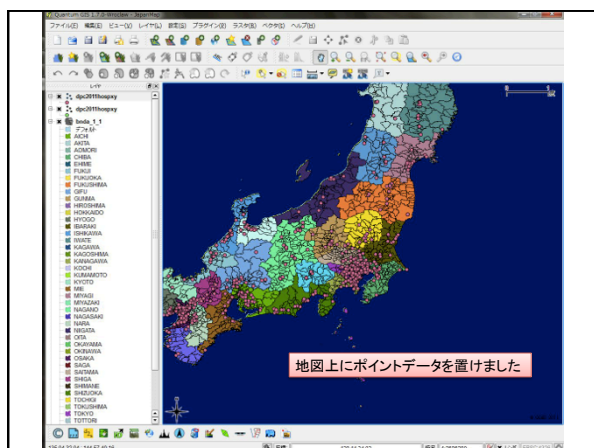 Quantum GIS 1.7.0-Wroclaw - 3Japanmap
ファイル(F) 編集(E) ビュー(V) レイヤ(L) 設定(S) プラグイン(P) ラスタ(R) ベクタ(t) ヘルプ(H)
レイヤ
dpc2011hospxy
dpc2011hospxy
boda_1_1
デフォルト
AICHI
AKITA
AOMORI
CHIBA
EHIME
FUKUI
FUKUOKA
FUKUSHIMA
GIFU
GUNMA
HIROSHIMA
HOKKAIDO
HYOGO
IBARAKI
ISHIKAWA
IWATE
KAGAWA
KAGOSHIMA
KANAGAWA
KOCHI
KUMAMOTO
KYOTO
MIE
MIYAGI
MIYAZAKI
NAGANO
NAGASAKI
NARA
NIIGATA
OITA
OKAYAMA
OKINAWA
OSAKA
SAGA
SAITAMA
SHIGA
SHIMANE
SHIZUOKA
TOCHIGI
TOKUSHIMA
TOKYO
TOTTORI
地図上にポイントデータを置けました